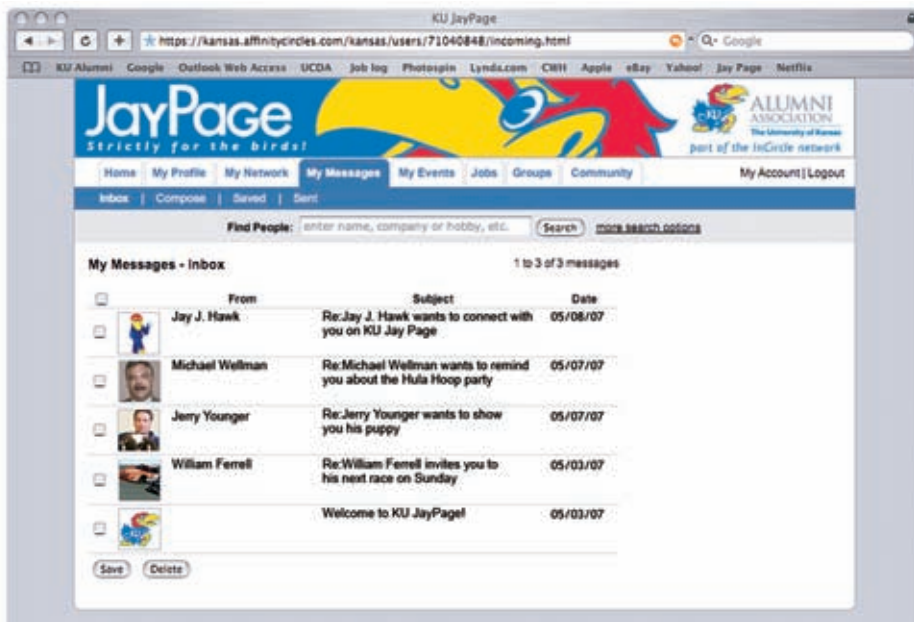 KU JayPage
https://kansas.affinitycircles.com/kansas/users/71040848/incoming.html
Google
KU Alumni Google Outlook Web Access UCDA Job log Photospin Lynda.com CWH Apple eBay Yahoo! Jay Page Netflix
JayPage
Strictly for the birds!
KU
ALUMNI
ASSOCIATION
The University of Kansas
part of the InCircle network
Home My Profile My Network My Messages My Events Jobs Groups Community My Account | Logout
Inbox | Compose | Saved | Sent
Find People: enter name, company or hobby, etc. Search more search options
My Messages - Inbox 1 to 3 of 3 messages
From Subject Date
Jay J. Hawk Re:Jay J. Hawk wants to connect with 05/08/07
you on KU Jay Page
Michael Wellman Re:Michael Wellman wants to remind 05/07/07
you about the Hula Hoop party
Jerry Younger Re:Jerry Younger wants to show 05/07/07
you his puppy
William Ferrell Re:William Ferrell invites you to 05/03/07
his next race on Sunday
Welcome to KU JayPage! 05/03/07
Save Delete